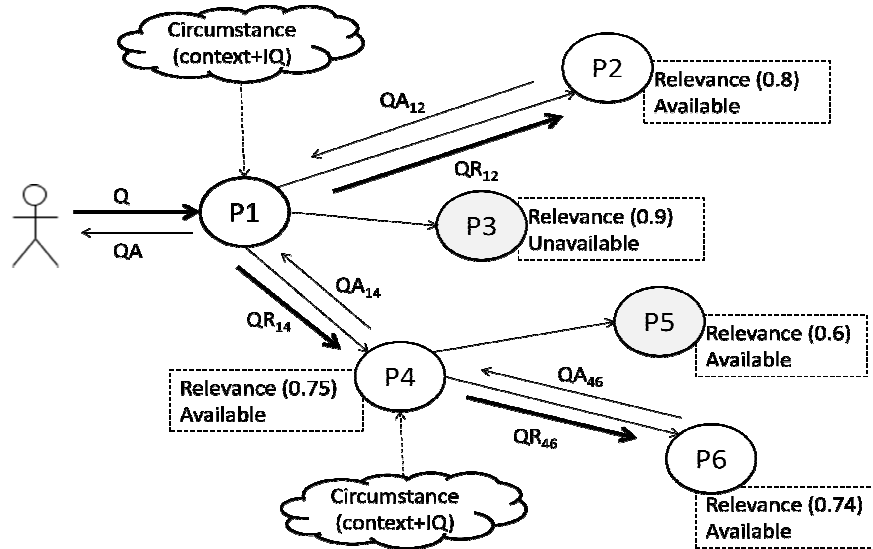 Circumstance
(context+IQ)
P2
Relevance (0.8)
Available
QA12
QR12
Q
QA
P1
P3
Relevance (0.9)
Unavailable
QA14
QR14
P5
Relevance (0.6)
Available
P4
Relevance (0.75)
Available
QA46
QR46
P6
Relevance (0.74)
Available
Circumstance
(context+IQ)